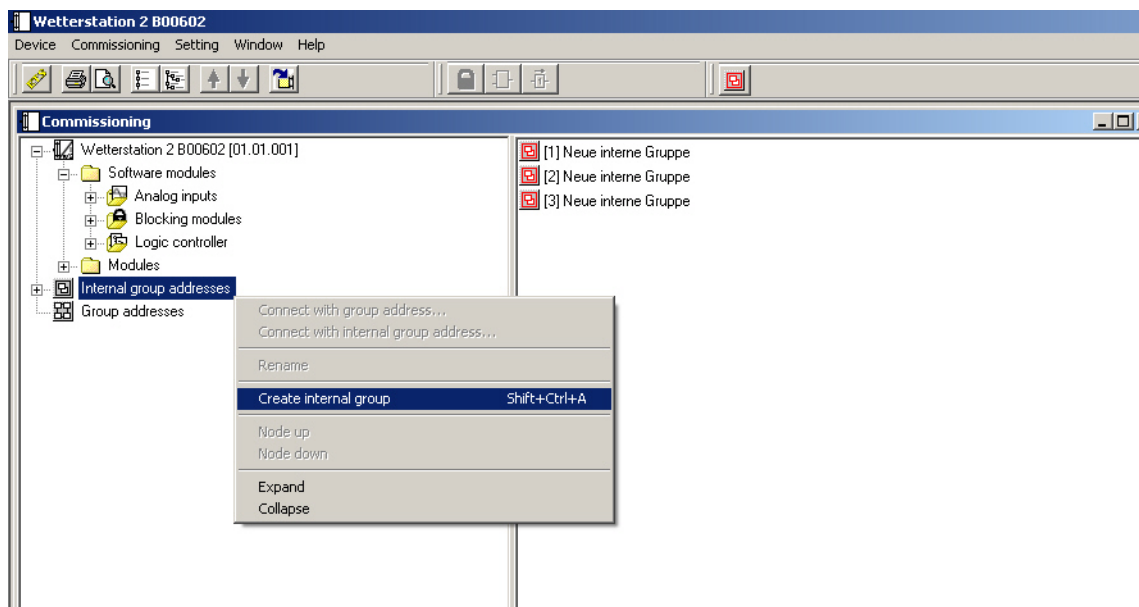 Wetterstation 2 B00602
Device Commissioning Setting Window Help
Commissioning
Wetterstation 2 B00602 [01.01.001]
Software modules
Analog inputs
Blocking modules
Logic controller
Modules
Internal group addresses
Group addresses
[1] Neue interne Gruppe
[2] Neue interne Gruppe
[3] Neue interne Gruppe
Connect with group address...
Connect with internal group address...
Rename
Create internal group Shift+Ctrl+A
Node up
Node down
Expand
Collapse